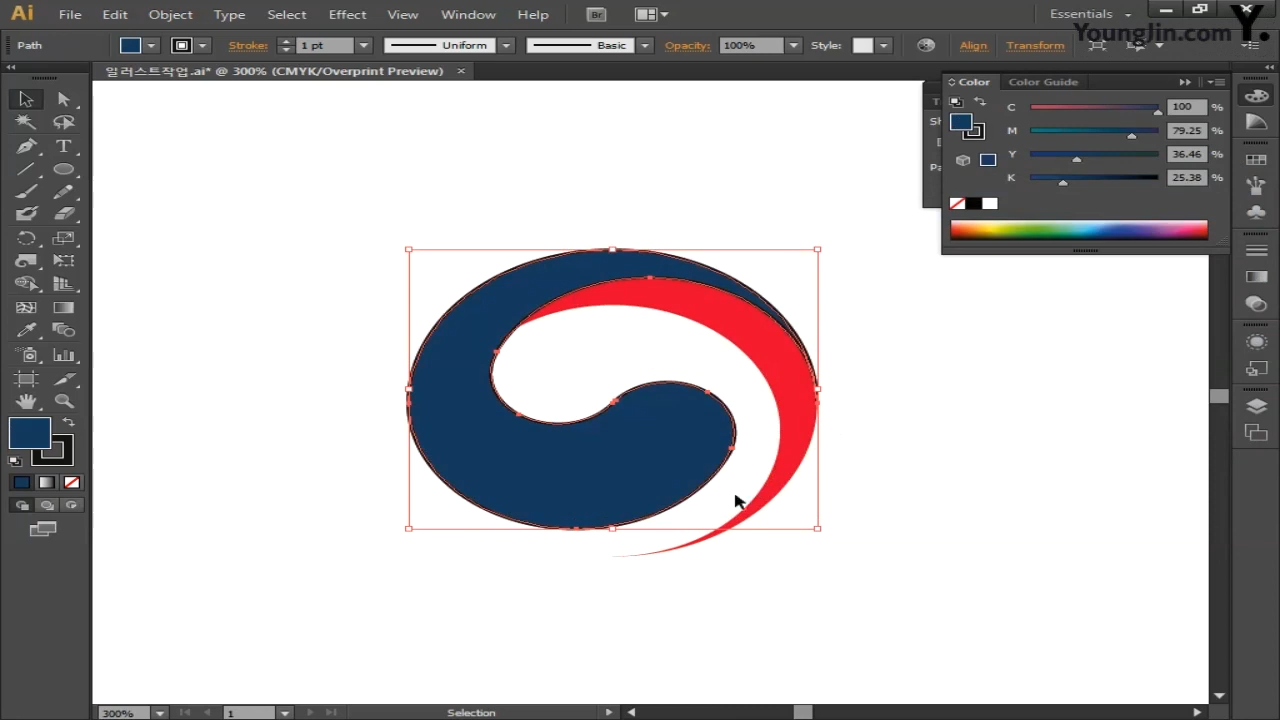 Ai File Edit Object Type Select Effect View Window Help Br Essentials
YoungJin.com Y.
Path Stroke: 1 pt Uniform Basic Opacity: 100% Style: Align Transform
일러스트작업.ai* @ 300% (CMYK/Overprint Preview) ×
Color Color Guide
C 100 %
M 79.25 %
Y 36.46 %
K 25.38 %
300% 1 Selection